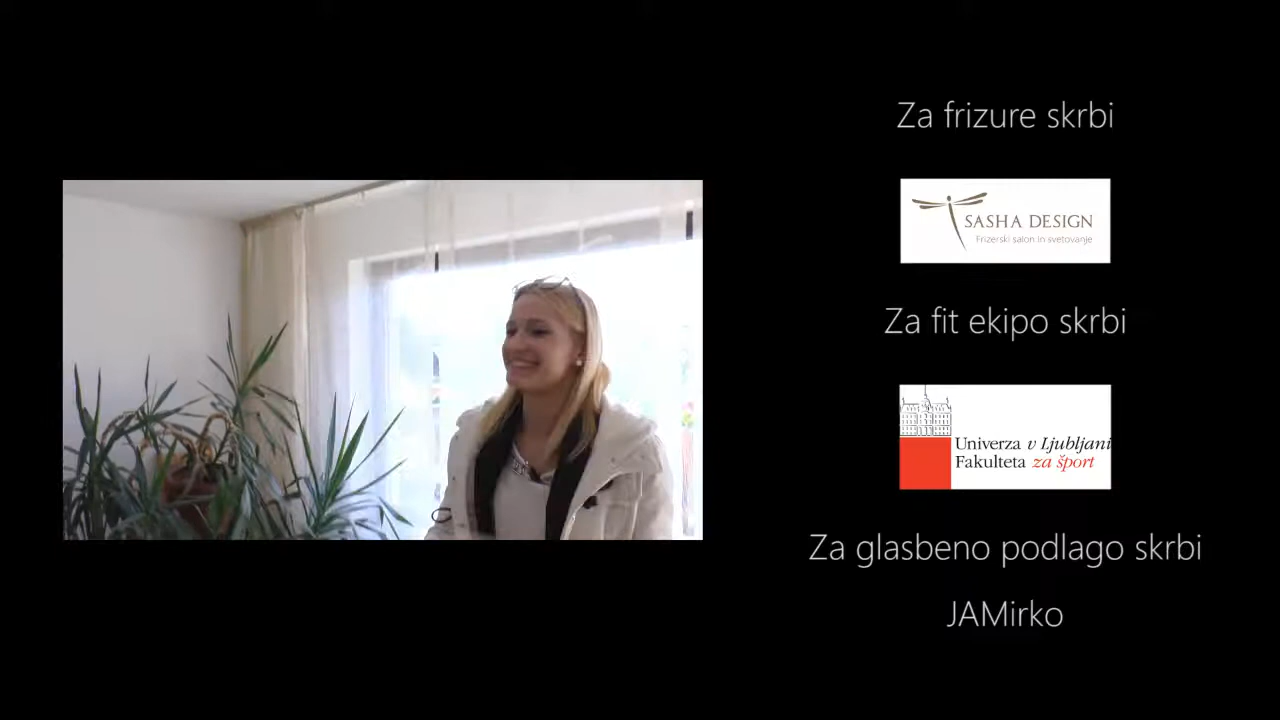 Za frizure skrbi
SASHA DESIGN
Frizerski salon in svetovanje
Za fit ekipo skrbi
Univerza v Ljubljani
Fakulteta za šport
Za glasbeno podlago skrbi
JAMirko